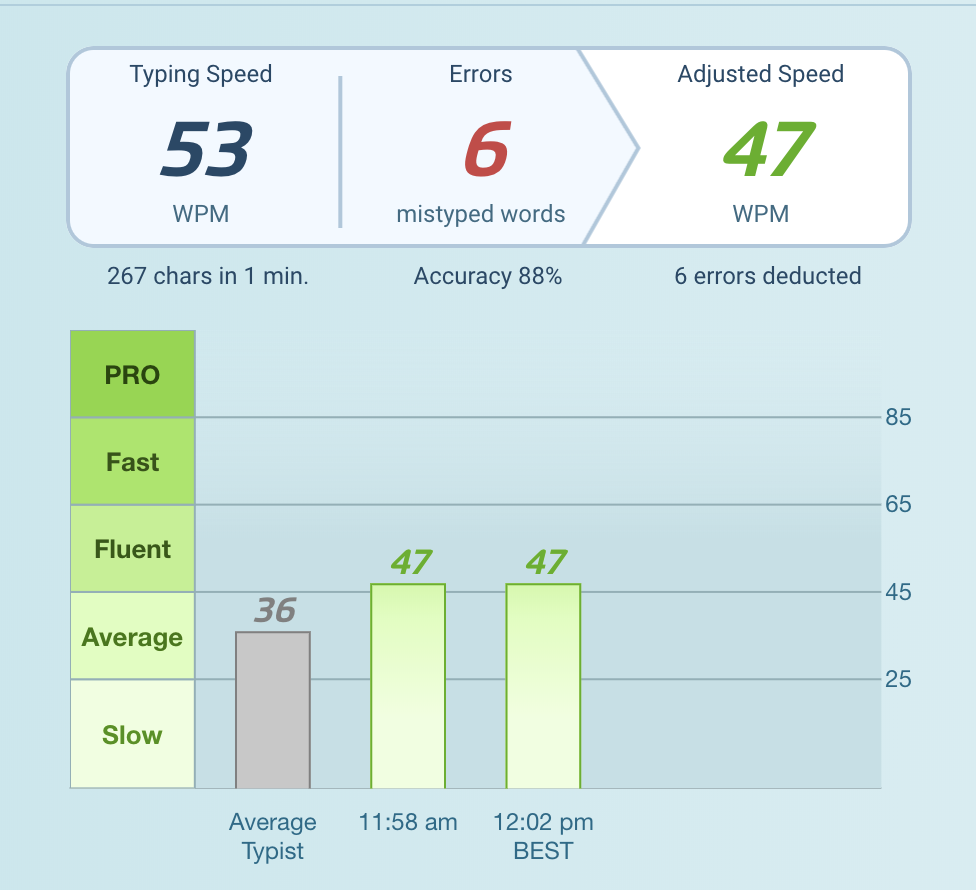 Typing Speed
Errors
Adjusted Speed
53
6
47
WPM
mistyped words
WPM
267 chars in 1 min.
Accuracy 88%
6 errors deducted
PRO
85
Fast
65
Fluent
47
47
45
36
Average
25
Slow
Average
Typist
11:58 am
12:02 pm
BEST